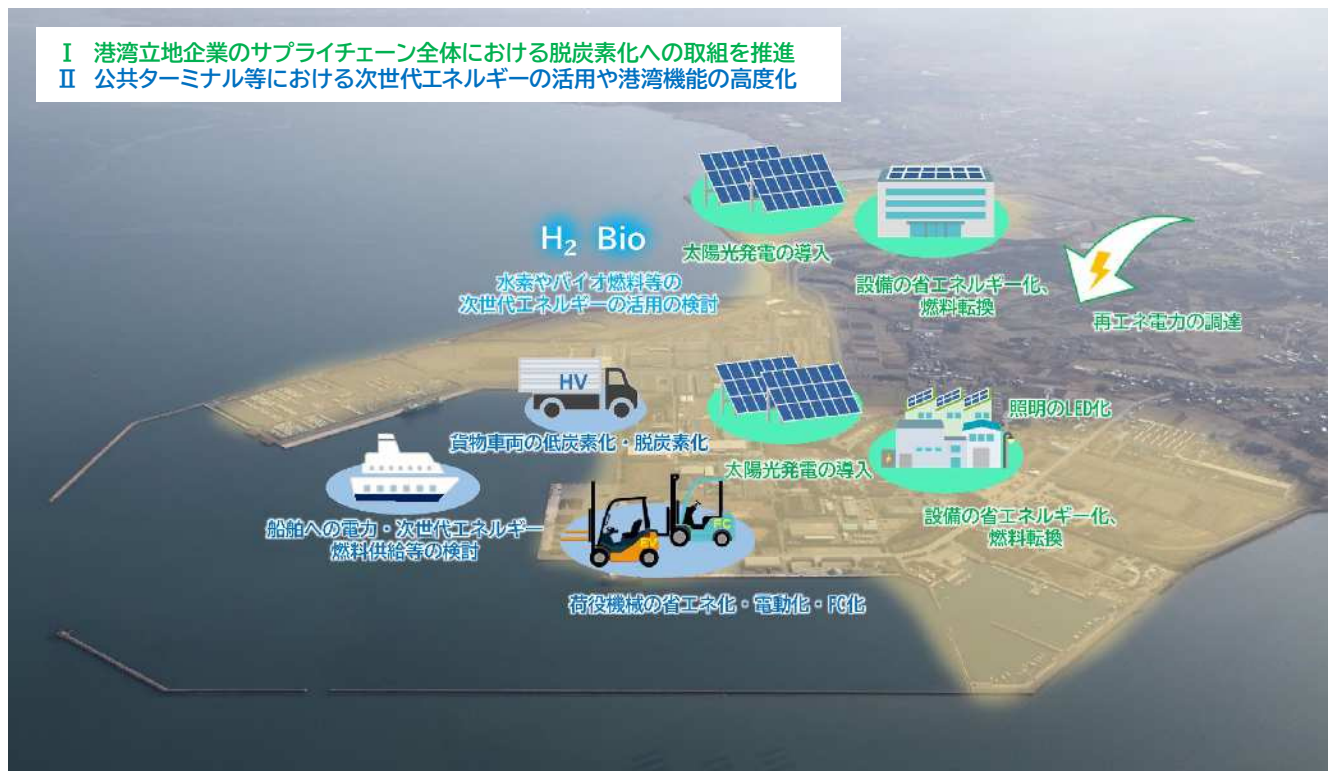 Ⅰ 港湾立地企業のサプライチェーン全体における脱炭素化への取組を推進
Ⅱ 公共ターミナル等における次世代エネルギーの活用や港湾機能の高度化
H₂ Bio
水素やバイオ燃料等の
次世代エネルギーの活用の検討
太陽光発電の導入
設備の省エネルギー化、
燃料転換
再エネ電力の調達
HV
貨物車両の低炭素化・脱炭素化
太陽光発電の導入
照明のLED化
設備の省エネルギー化、
燃料転換
船舶への電力・次世代エネルギー
燃料供給等の検討
EV
FC
荷役機械の省エネ化・電動化・FC化